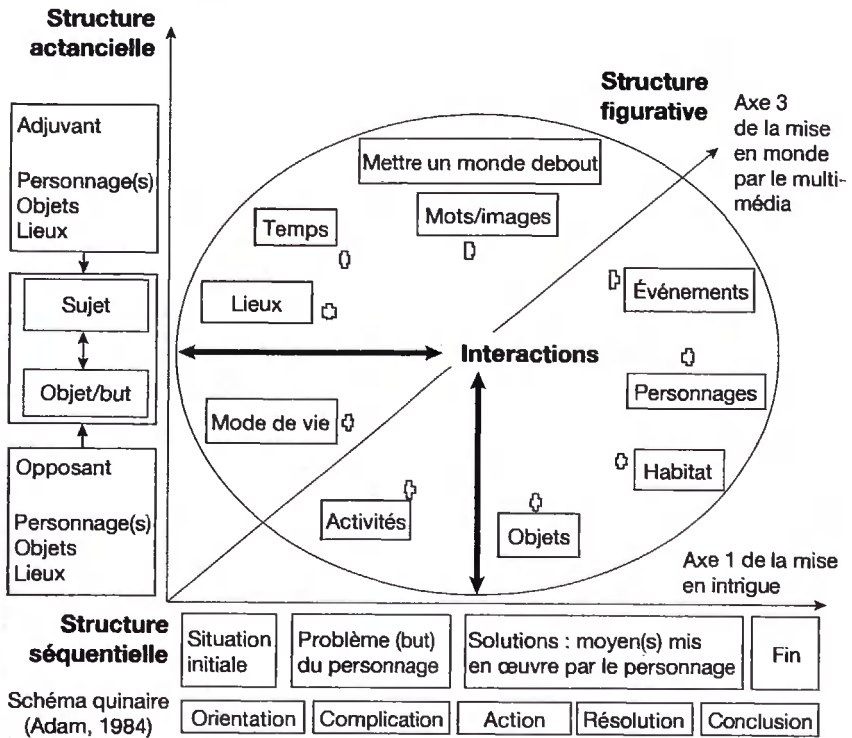 Structure
actancielle
Adjuvant
Personnage(s)
Objets
Lieux
Sujet
Objet/but
Opposant
Personnage(s)
Objets
Lieux
Structure
figurative
Axe 3
de la mise
en monde
par le multi-
média
Mettre un monde debout
Mots/images
Temps
Lieux
Événements
Interactions
Personnages
Mode de vie
Habitat
Activités
Objets
Axe 1 de la mise
en intrigue
Structure
séquentielle
Situation
initiale
Problème (but)
du personnage
Solutions : moyen(s) mis
en œuvre par le personnage
Fin
Schéma quinaire
(Adam, 1984)
Orientation
Complication
Action
Résolution
Conclusion